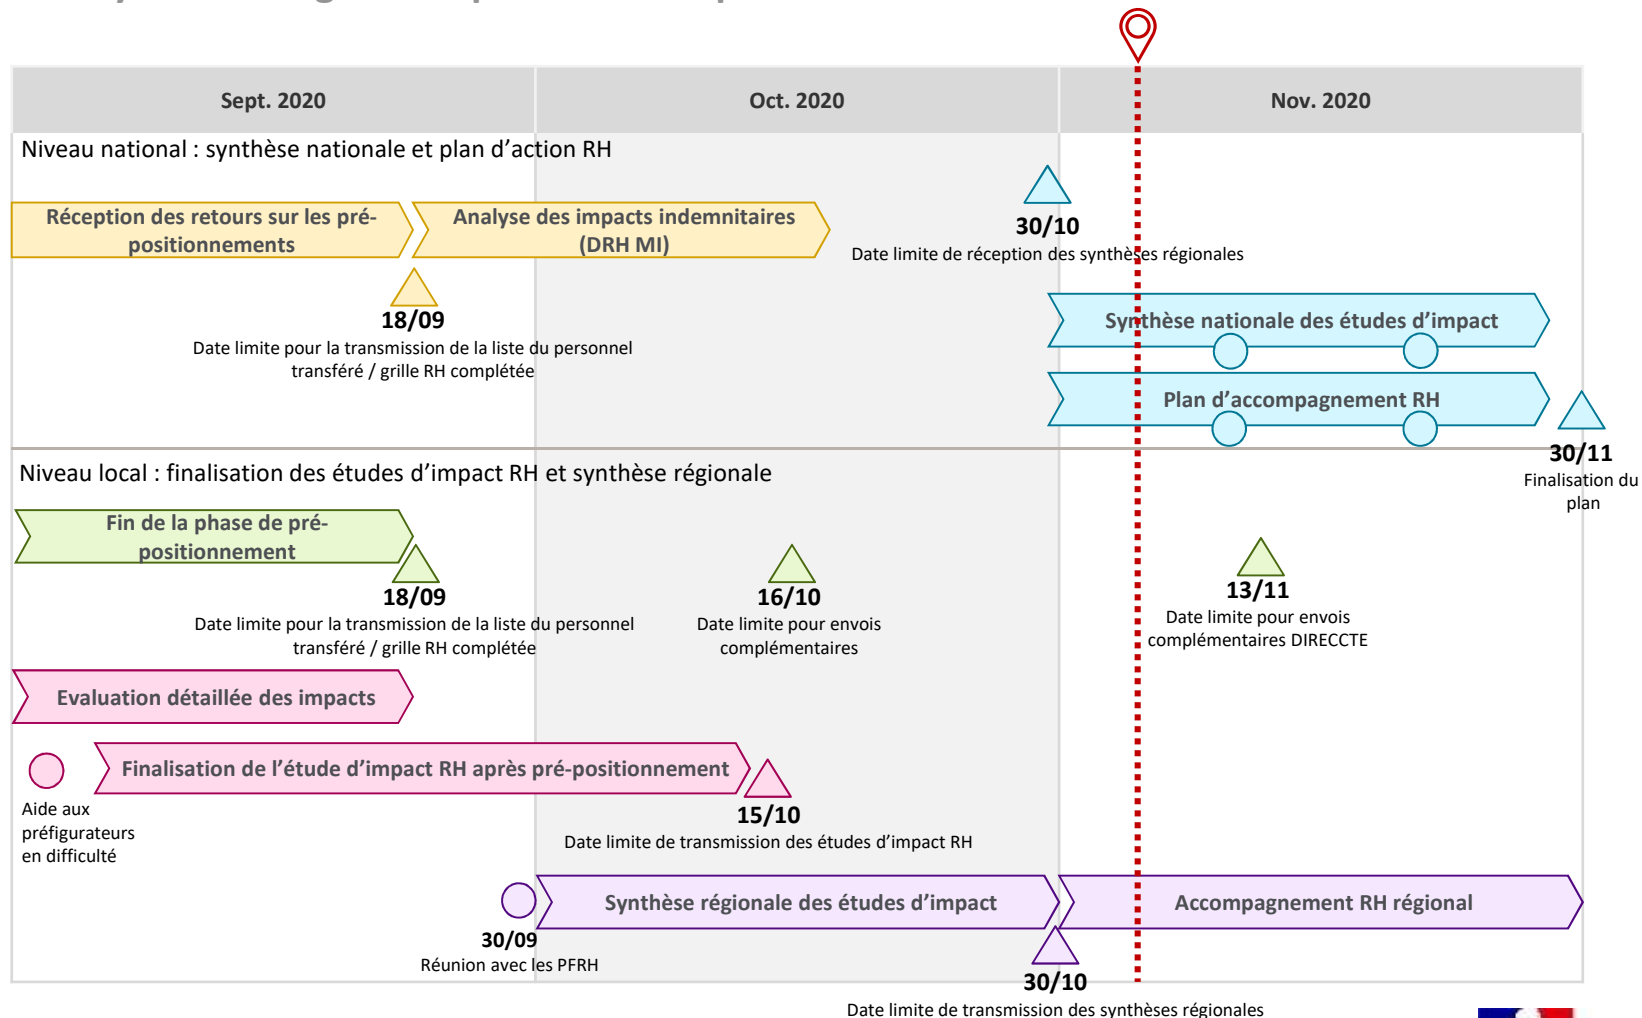 Sept. 2020
Oct. 2020
Nov. 2020
Niveau national : synthèse nationale et plan d’action RH
Réception des retours sur les pré-
positionnements
Analyse des impacts indemnitaires
(DRH MI)
30/10
Date limite de réception des synthèses régionales
18/09
Date limite pour la transmission de la liste du personnel
transféré / grille RH complétée
Synthèse nationale des études d’impact
Plan d’accompagnement RH
30/11
Finalisation du
plan
Niveau local : finalisation des études d’impact RH et synthèse régionale
Fin de la phase de pré-
positionnement
18/09
Date limite pour la transmission de la liste du personnel
transféré / grille RH complétée
16/10
Date limite pour envois
complémentaires
13/11
Date limite pour envois
complémentaires DIRECCTE
Evaluation détaillée des impacts
Finalisation de l’étude d’impact RH après pré-positionnement
Aide aux
préfigurateurs
en difficulté
15/10
Date limite de transmission des études d’impact RH
Synthèse régionale des études d’impact
Accompagnement RH régional
30/09
Réunion avec les PFRH
30/10
Date limite de transmission des synthèses régionales